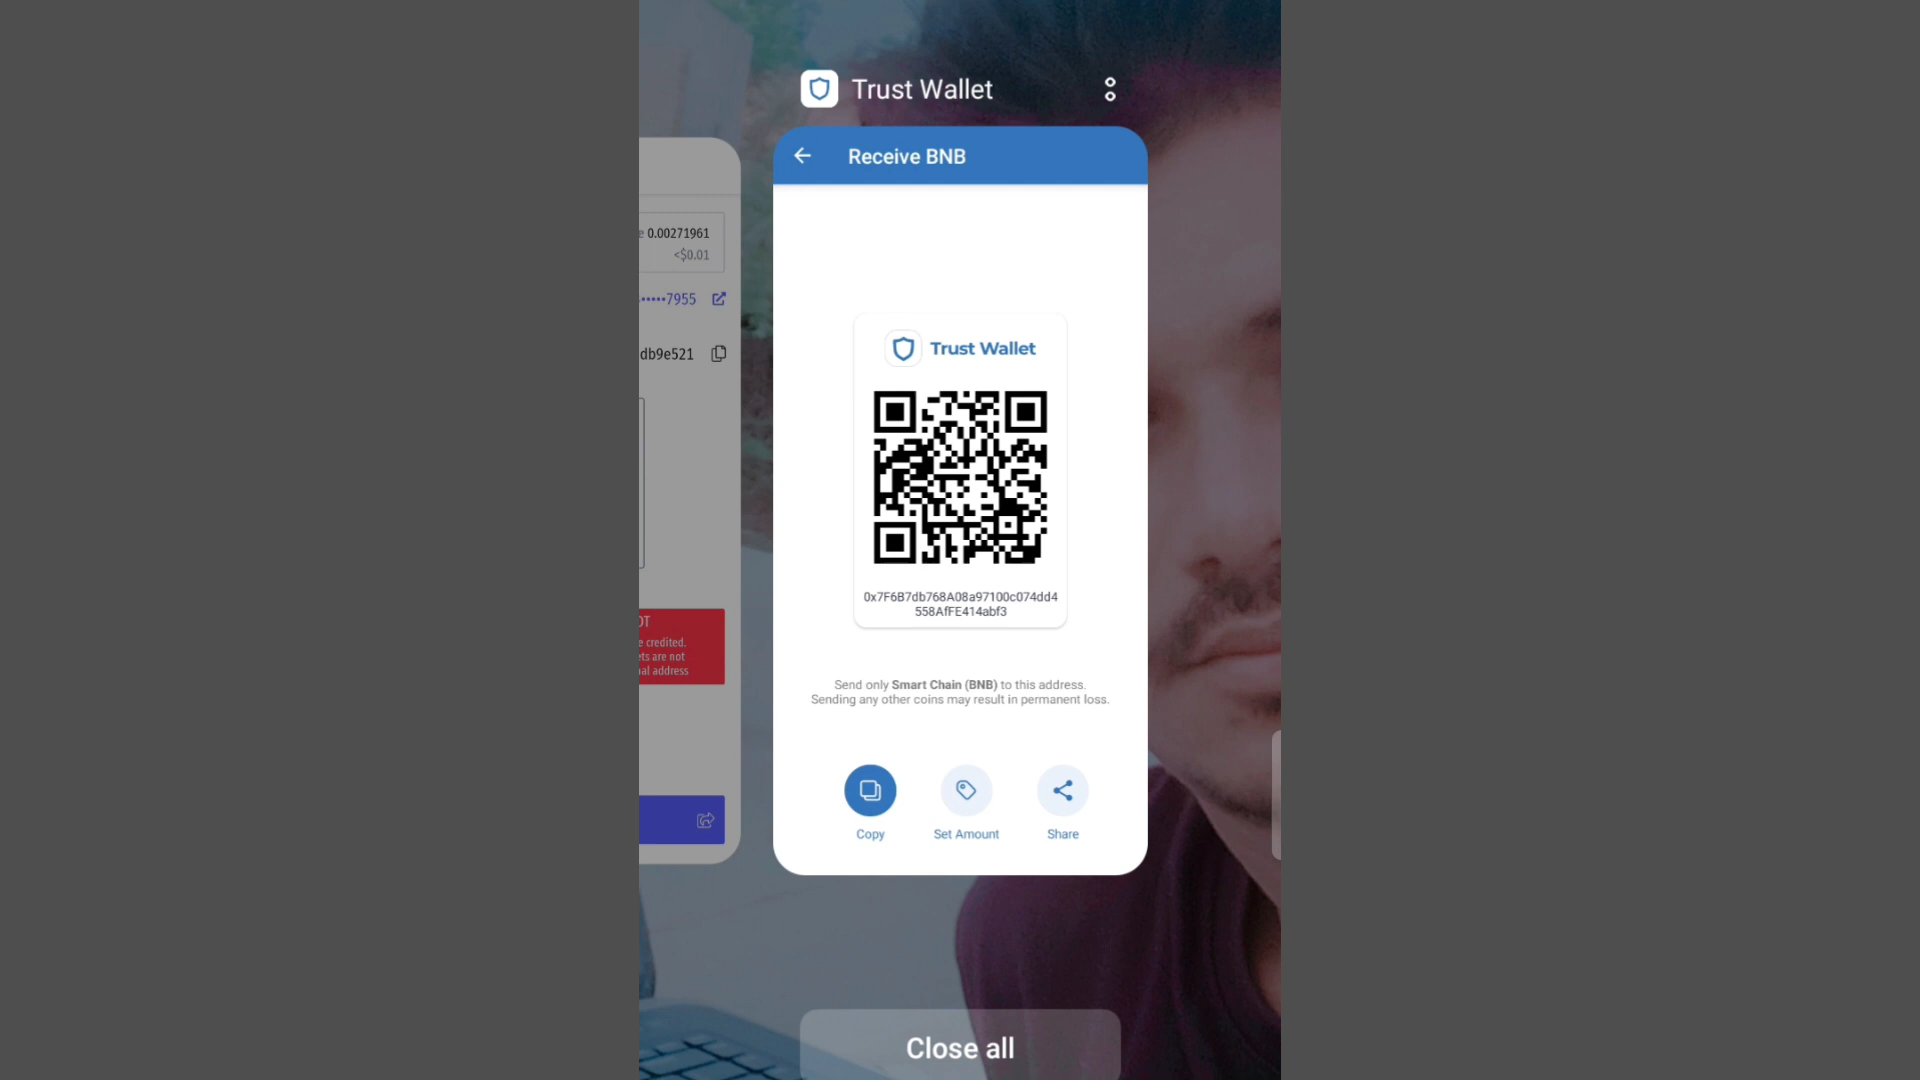 Trust Wallet
Receive BNB
e 0.00271961
<$0.01
•••••7955
db9e521
OT
e credited.
ets are not
al address
Trust Wallet
0x7F6B7db768A08a97100c074dd4
558AfFE414abf3
Send only Smart Chain (BNB) to this address.
Sending any other coins may result in permanent loss.
Copy
Set Amount
Share
Close all